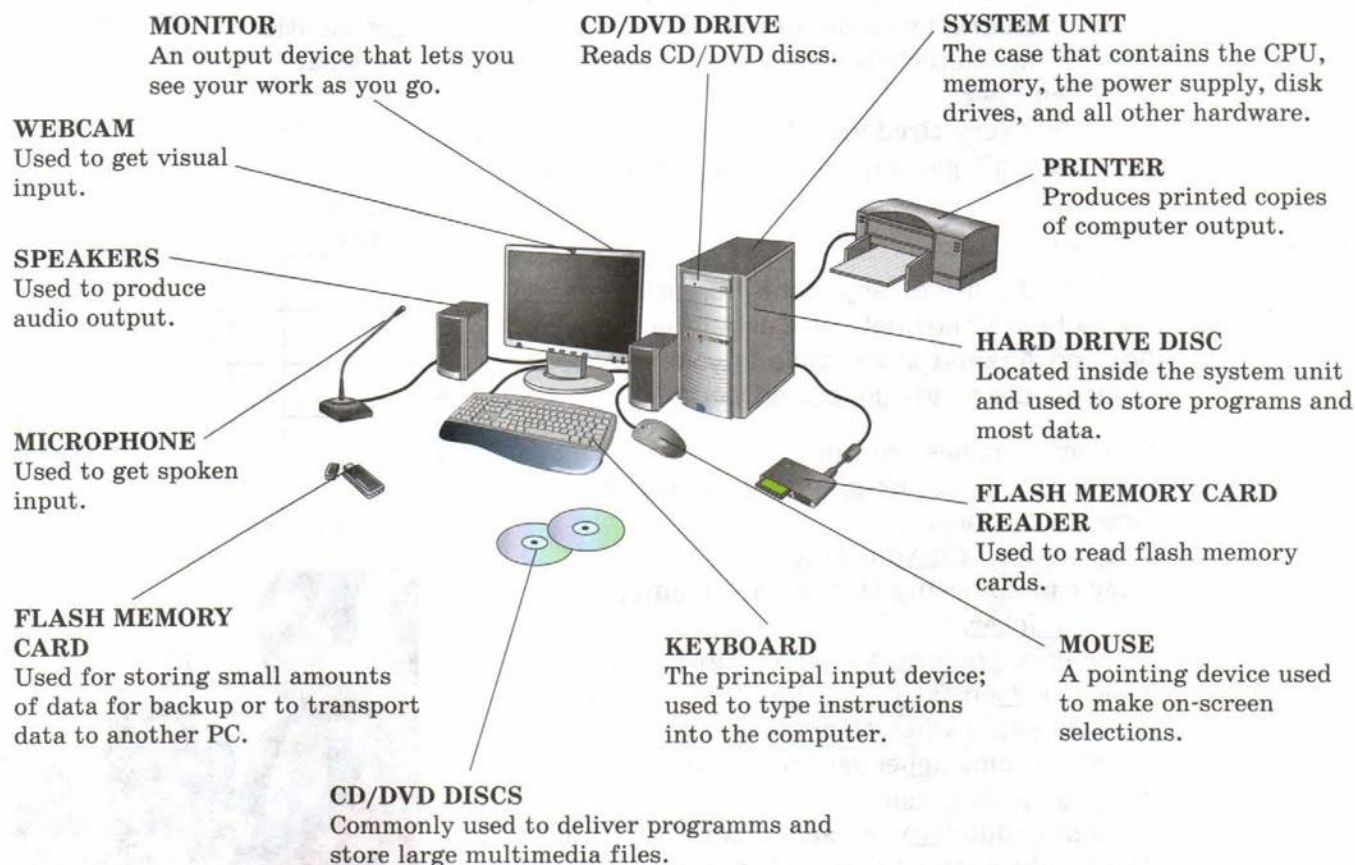 MONITOR
An output device that lets you
see your work as you go.
CD/DVD DRIVE
Reads CD/DVD discs.
SYSTEM UNIT
The case that contains the CPU,
memory, the power supply, disk
drives, and all other hardware.
WEBCAM
Used to get visual
input.
PRINTER
Produces printed copies
of computer output.
SPEAKERS
Used to produce
audio output.
HARD DRIVE DISC
Located inside the system unit
and used to store programs and
most data.
MICROPHONE
Used to get spoken
input.
FLASH MEMORY CARD
READER
Used to read flash memory
cards.
FLASH MEMORY
CARD
Used for storing small amounts
of data for backup or to transport
data to another PC.
KEYBOARD
The principal input device;
used to type instructions
into the computer.
MOUSE
A pointing device used
to make on-screen
selections.
CD/DVD DISCS
Commonly used to deliver programms and
store large multimedia files.